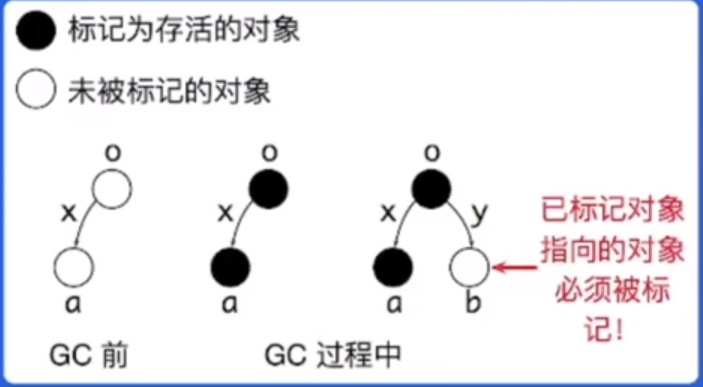 标记为存活的对象
未被标记的对象
o
o
o
x
x
x
y
已标记对象
指向的对象
必须被标
记！
a
a
a
b
GC 前
GC 过程中